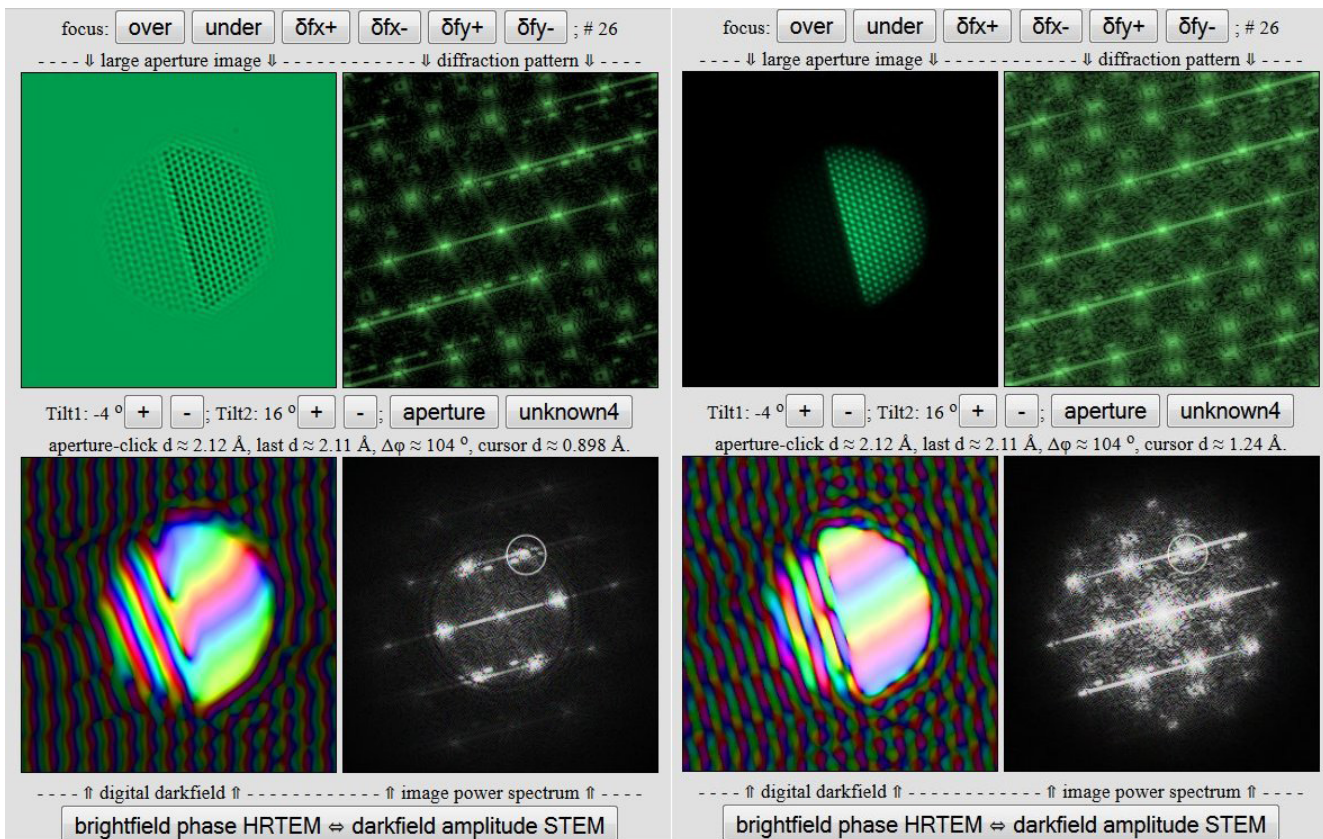 focus: over under δfx+ δfx- δfy+ δfy- ; # 26
- - - - ⇓ large aperture image ⇓ - - - - - - - - - - - - ⇓ diffraction pattern ⇓ - - - -
Tilt1: -4 º + - ; Tilt2: 16 º + - ; aperture unknown4
aperture-click d ≈ 2.12 Å, last d ≈ 2.11 Å, Δφ ≈ 104 º, cursor d ≈ 0.898 Å.
- - - - ⇑ digital darkfield ⇑ - - - - - - - - - - - - ⇑ image power spectrum ⇑ - - - -
brightfield phase HRTEM ⇔ darkfield amplitude STEM
focus: over under δfx+ δfx- δfy+ δfy- ; # 26
- - - - ⇓ large aperture image ⇓ - - - - - - - - - - - - ⇓ diffraction pattern ⇓ - - - -
Tilt1: -4 º + - ; Tilt2: 16 º + - ; aperture unknown4
aperture-click d ≈ 2.12 Å, last d ≈ 2.11 Å, Δφ ≈ 104 º, cursor d ≈ 1.24 Å.
- - - - ⇑ digital darkfield ⇑ - - - - - - - - - - - - ⇑ image power spectrum ⇑ - - - -
brightfield phase HRTEM ⇔ darkfield amplitude STEM